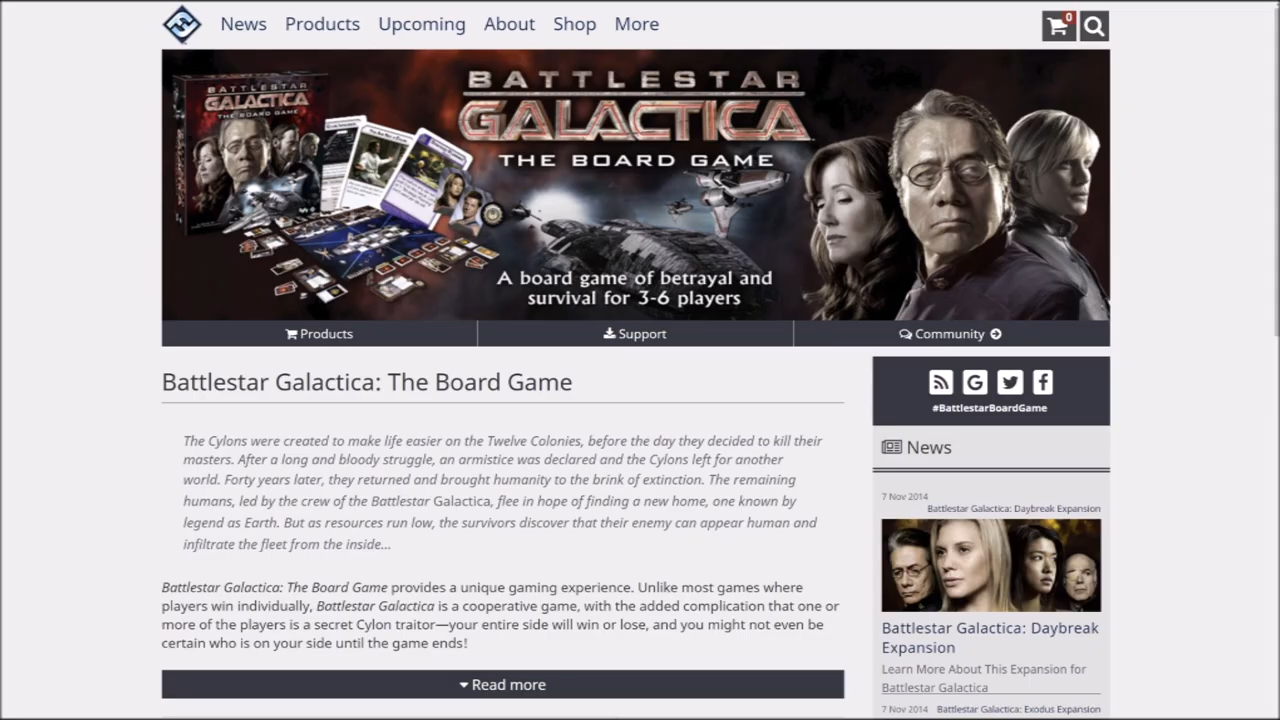 News Products Upcoming About Shop More
0
BATTLESTAR
GALACTICA
THE BOARD GAME
BATTLESTAR
GALACTICA
THE BOARD GAME
A board game of betrayal and
survival for 3-6 players
Products Support Community
Battlestar Galactica: The Board Game
The Cylons were created to make life easier on the Twelve Colonies, before the day they decided to kill their
masters. After a long and bloody struggle, an armistice was declared and the Cylons left for another
world. Forty years later, they returned and brought humanity to the brink of extinction. The remaining
humans, led by the crew of the Battlestar Galactica, flee in hope of finding a new home, one known by
legend as Earth. But as resources run low, the survivors discover that their enemy can appear human and
infiltrate the fleet from the inside...
Battlestar Galactica: The Board Game provides a unique gaming experience. Unlike most games where
players win individually, Battlestar Galactica is a cooperative game, with the added complication that one or
more of the players is a secret Cylon traitor—your entire side will win or lose, and you might not even be
certain who is on your side until the game ends!
Read more
#BattlestarBoardGame
News
7 Nov 2014
Battlestar Galactica: Daybreak Expansion
Battlestar Galactica: Daybreak
Expansion
Learn More About This Expansion for
Battlestar Galactica
7 Nov 2014 Battlestar Galactica: Exodus Expansion